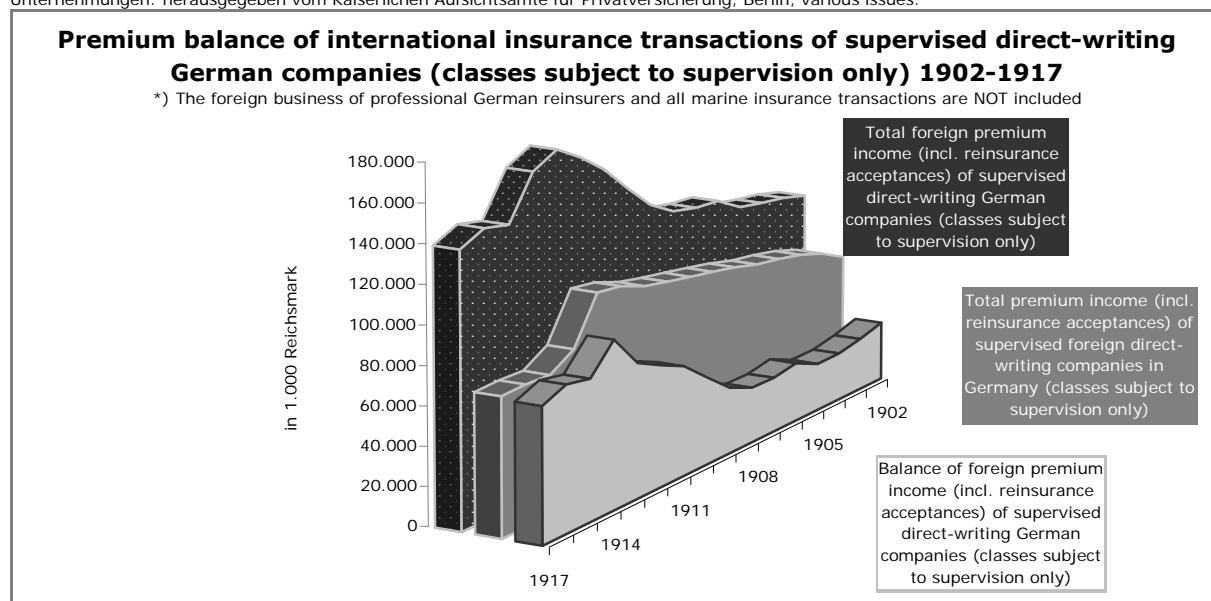 Unternehmungen. Herausgegeben vom Kaiserlichen Aufsichtsamte für Privatversicherung, Berlin, various issues.
Premium balance of international insurance transactions of supervised direct-writing
German companies (classes subject to supervision only) 1902-1917
*) The foreign business of professional German reinsurers and all marine insurance transactions are NOT included
Total foreign premium
income (incl. reinsurance
acceptances) of supervised
direct-writing German
companies (classes subject
to supervision only)
180.000
160.000
140.000
120.000
100.000
80.000
60.000
40.000
20.000
0
in 1.000 Reichsmark
Total premium income (incl.
reinsurance acceptances) of
supervised foreign direct-
writing companies in
Germany (classes subject to
supervision only)
1902
1905
1908
1911
1914
1917
Balance of foreign premium
income (incl. reinsurance
acceptances) of supervised
direct-writing German
companies (classes subject
to supervision only)